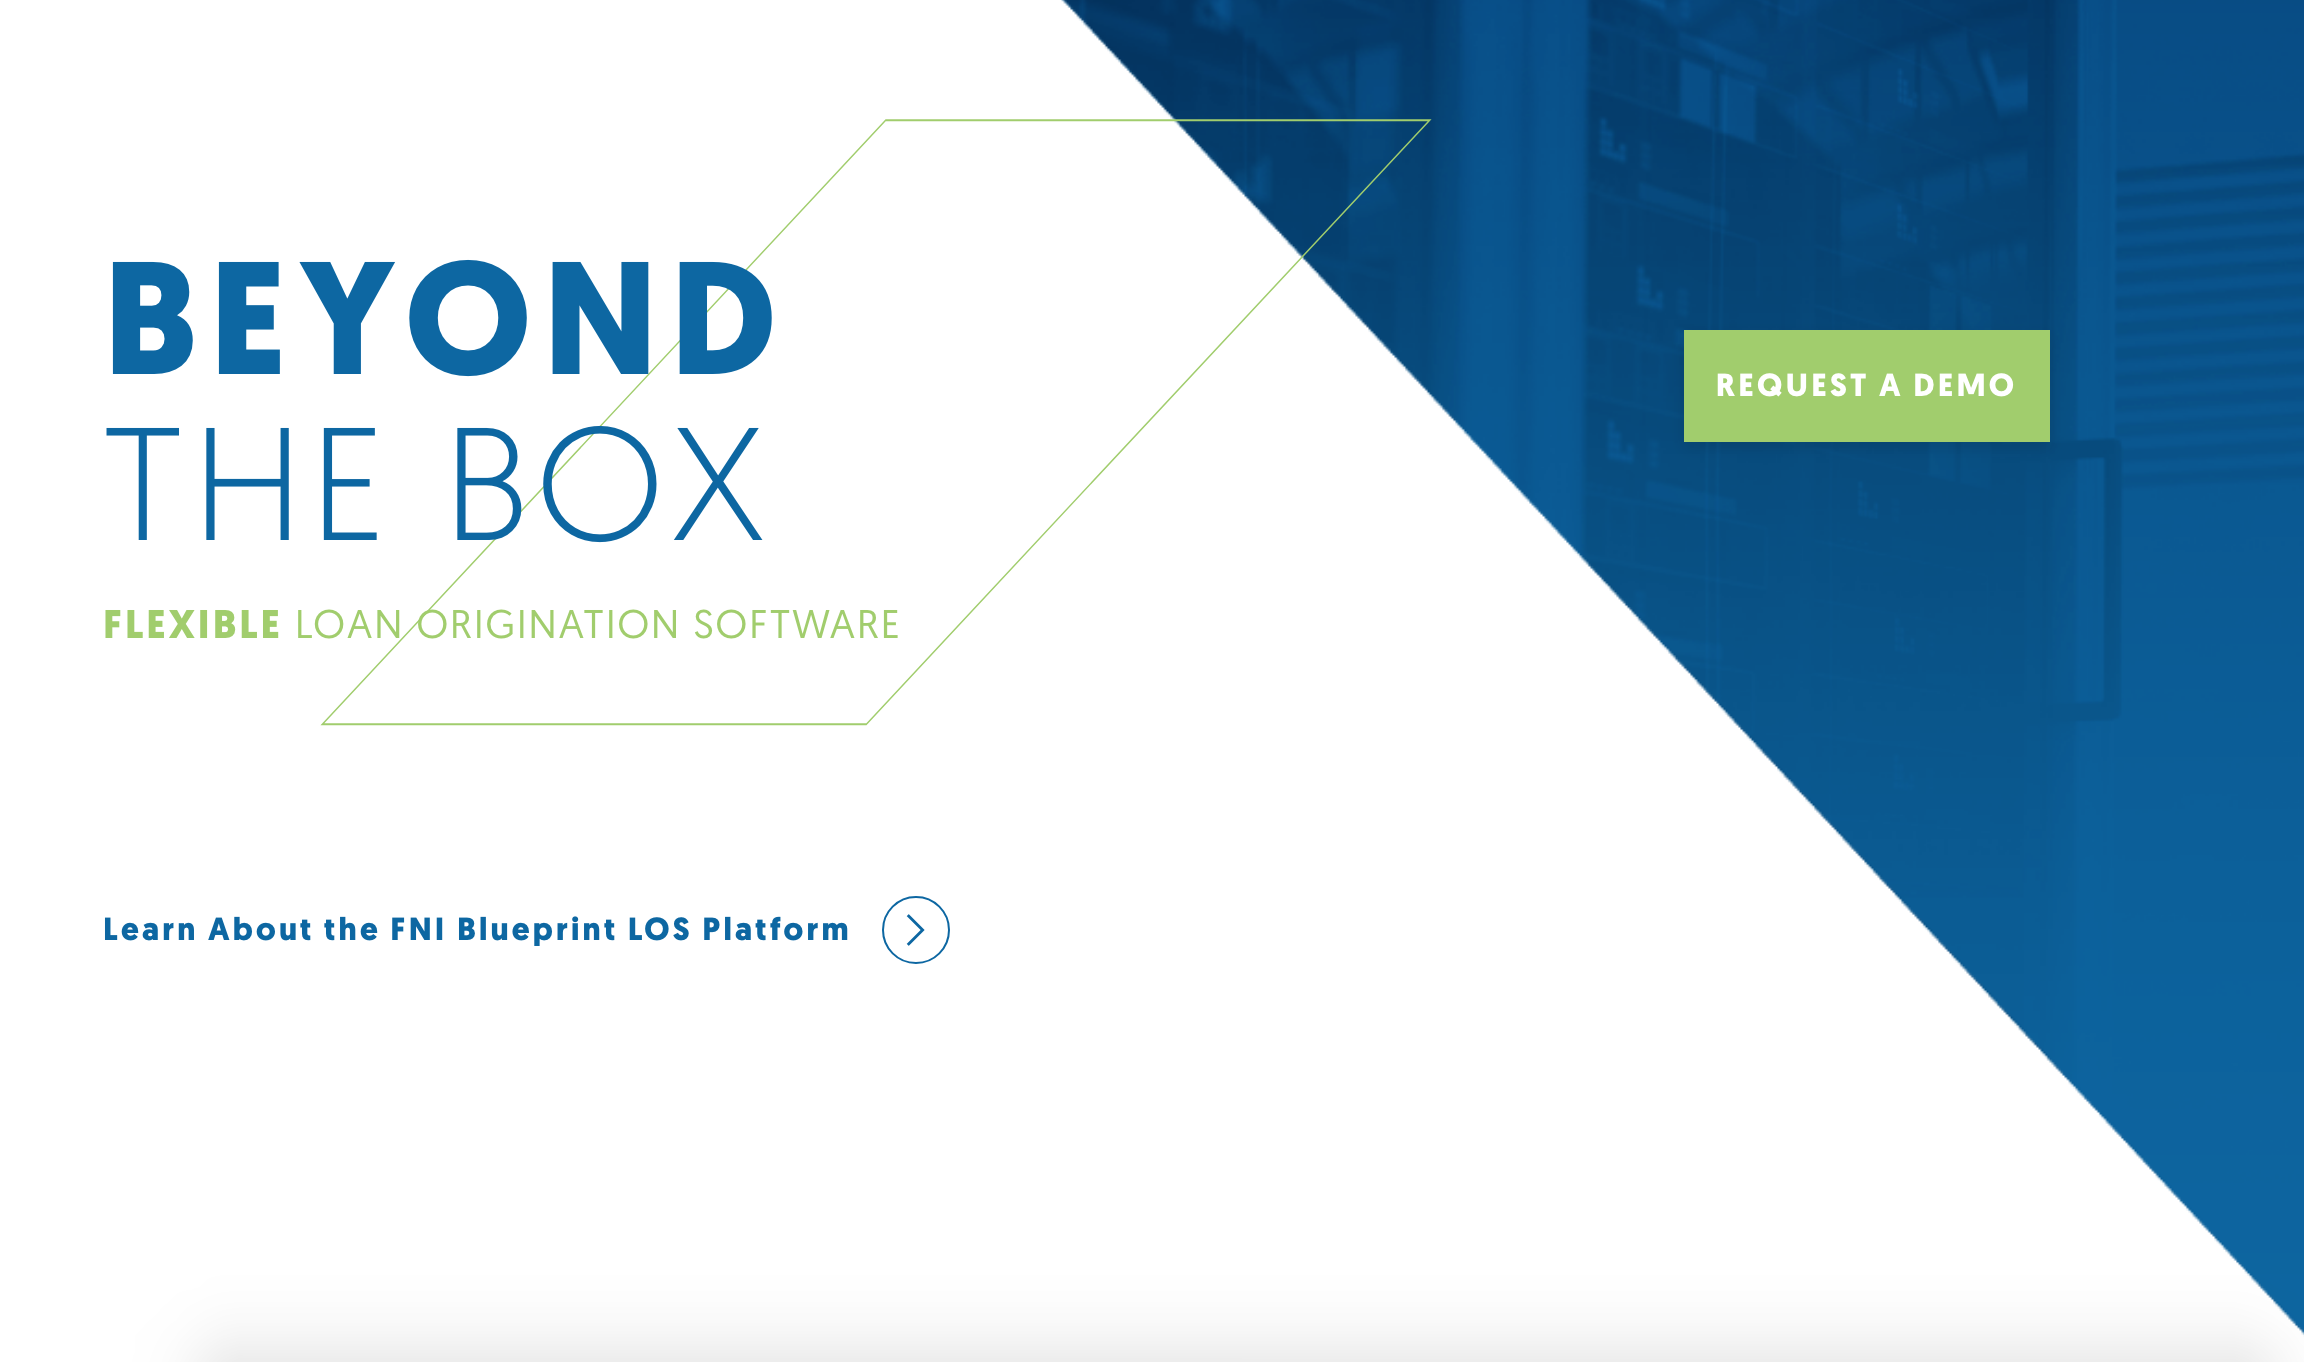 BEYOND
THE BOX
FLEXIBLE LOAN ORIGINATION SOFTWARE
REQUEST A DEMO
Learn About the FNI Blueprint LOS Platform